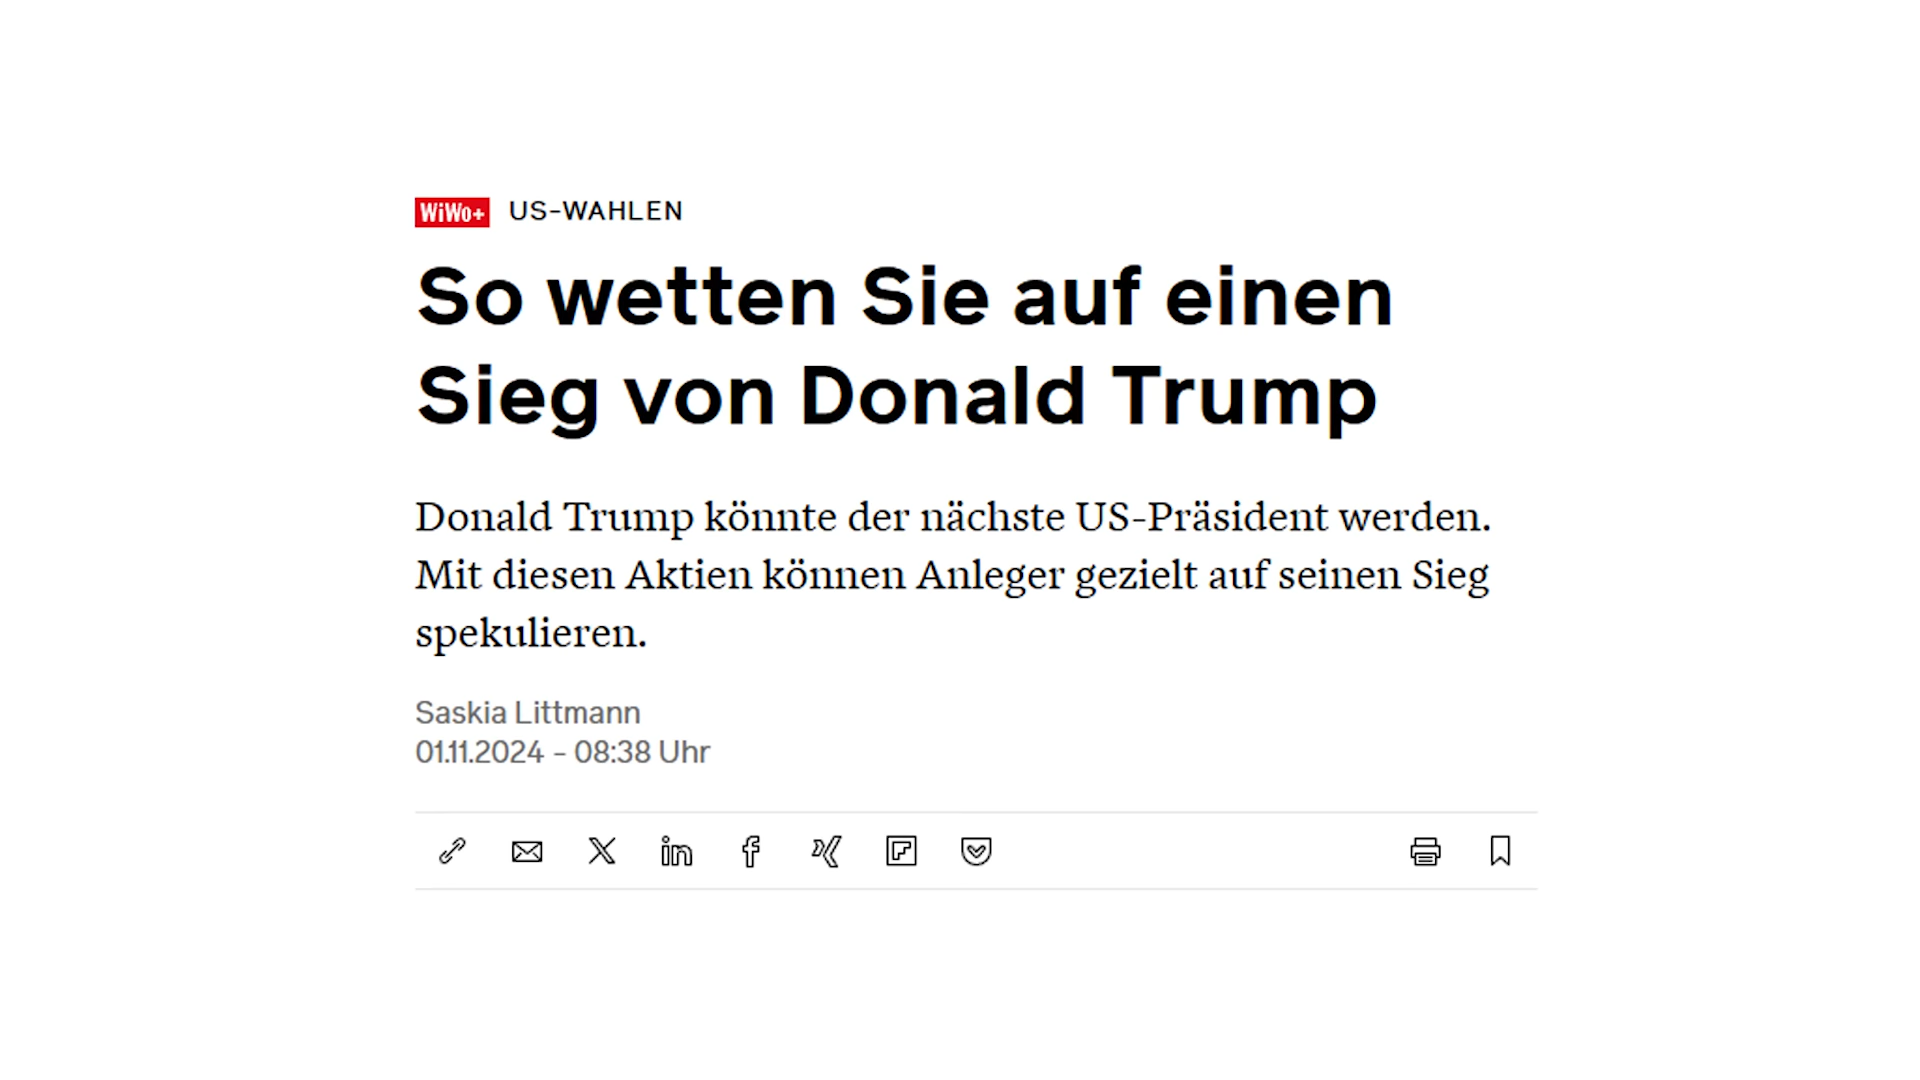 WiWo+ US-WAHLEN
So wetten Sie auf einen
Sieg von Donald Trump
Donald Trump könnte der nächste US-Präsident werden.
Mit diesen Aktien können Anleger gezielt auf seinen Sieg
spekulieren.
Saskia Littmann
01.11.2024 - 08:38 Uhr